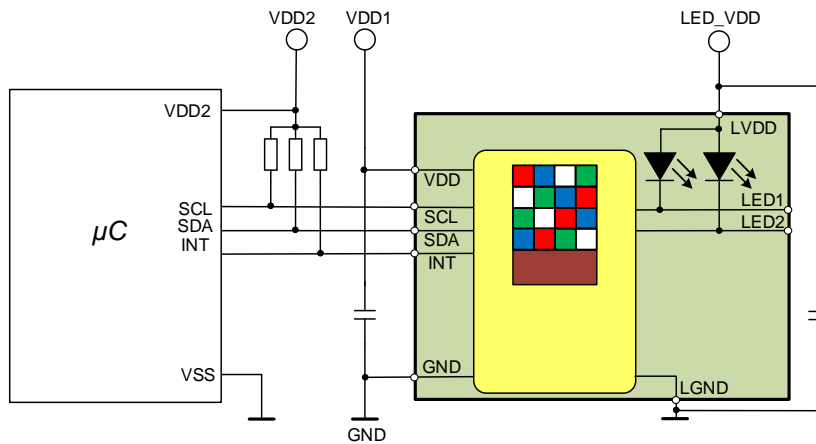 VDD2
VDD1
LED_VDD
VDD2
LVDD
VDD
SCL
SCL
LED1
SDA
SDA
LED2
INT
INT
µC
VSS
GND
LGND
GND